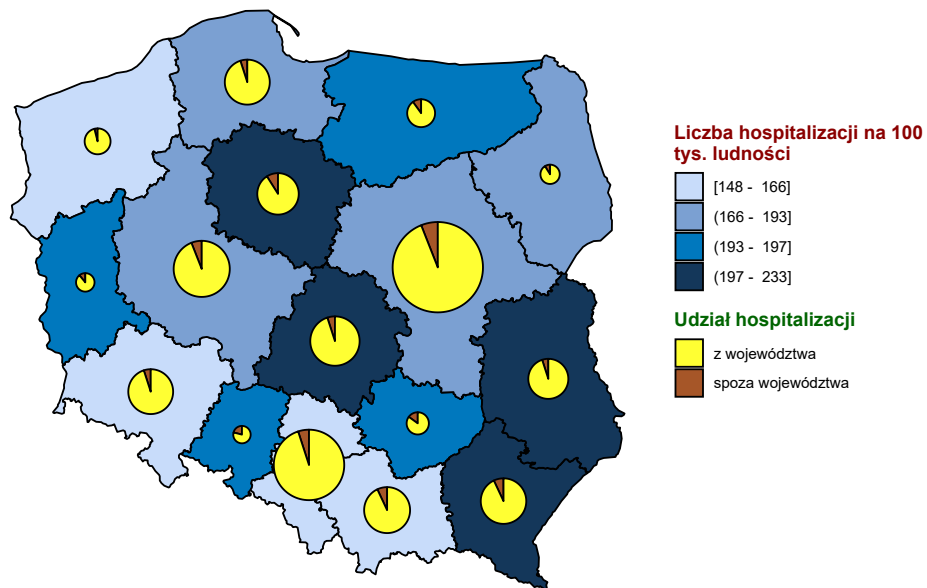 Liczba hospitalizacji na 100
tys. ludności
[148 - 166]
(166 - 193]
(193 - 197]
(197 - 233]
Udział hospitalizacji
z województwa
spoza województwa